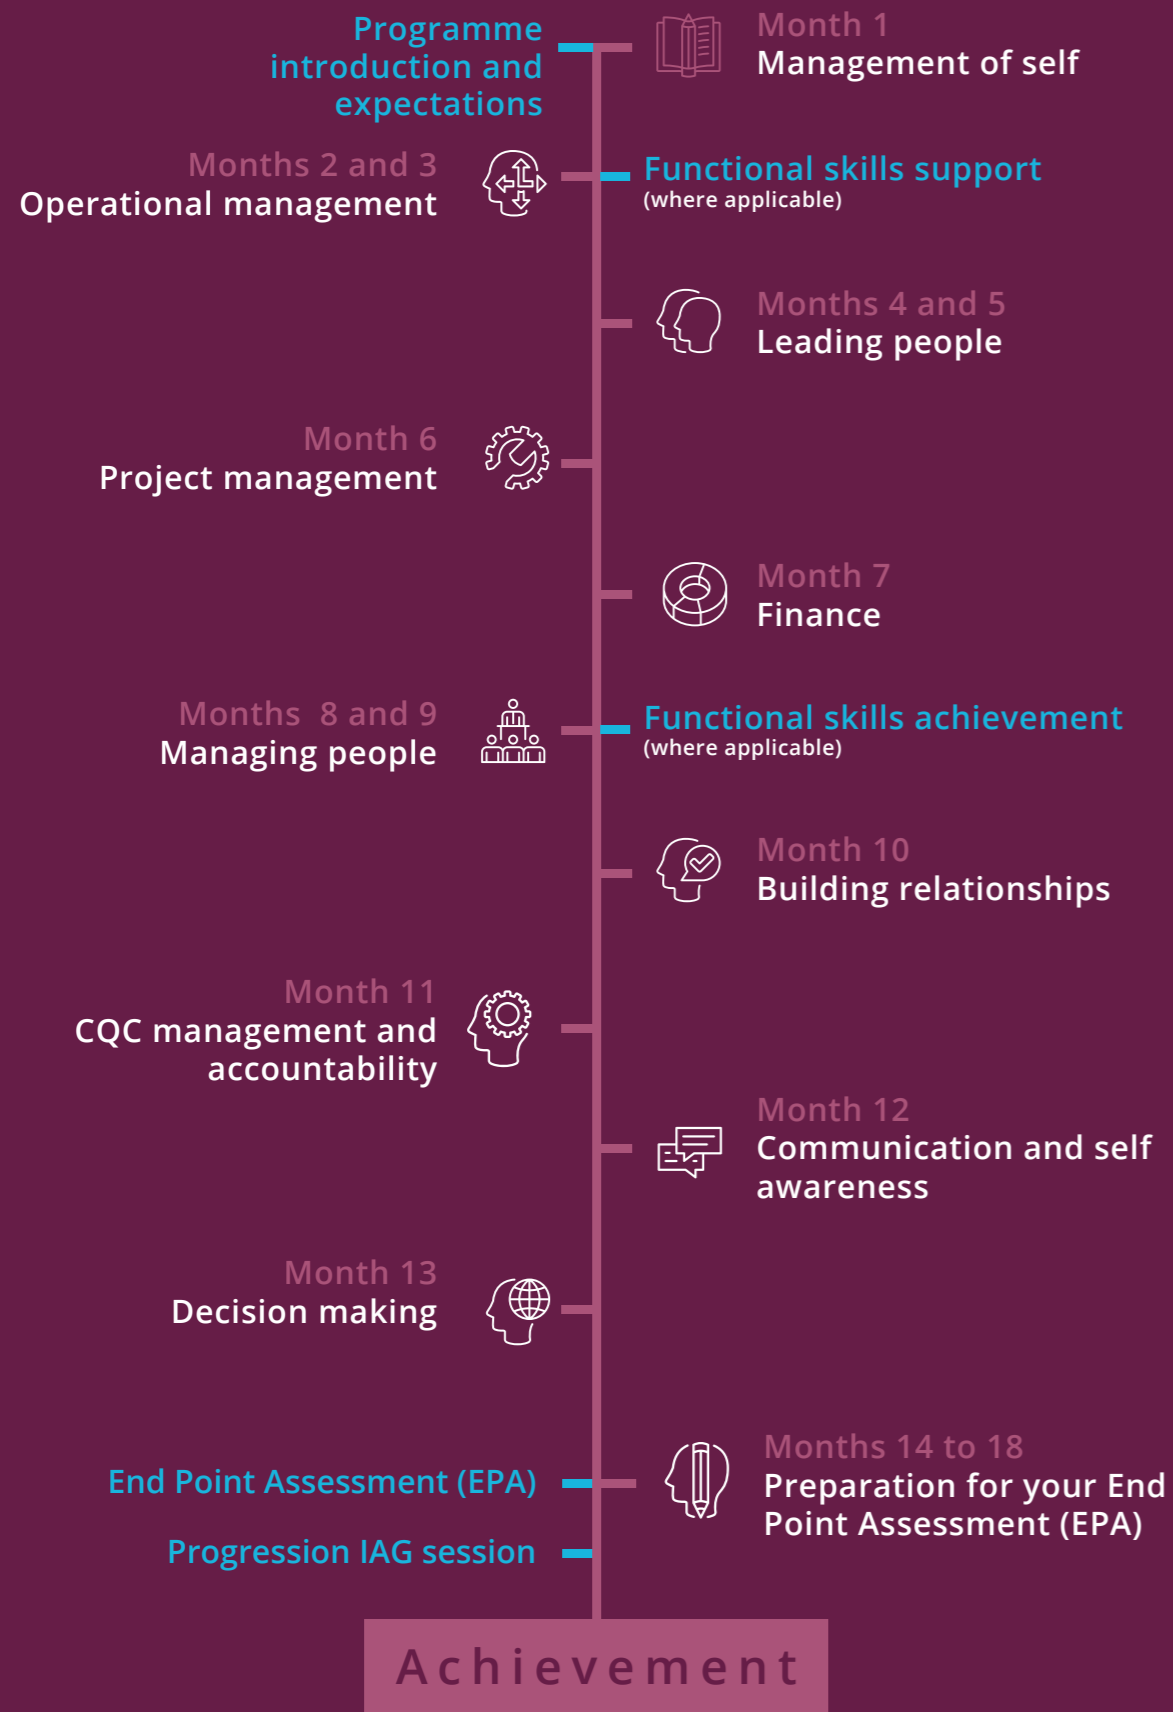 Programme
introduction and
expectations
Month 1
Management of self
Months 2 and 3
Operational management
Functional skills support
(where applicable)
Months 4 and 5
Leading people
Month 6
Project management
Month 7
Finance
Months 8 and 9
Managing people
Functional skills achievement
(where applicable)
Month 10
Building relationships
Month 11
CQC management and
accountability
Month 12
Communication and self
awareness
Month 13
Decision making
Months 14 to 18
Preparation for your End
Point Assessment (EPA)
End Point Assessment (EPA)
Progression IAG session
Achievement